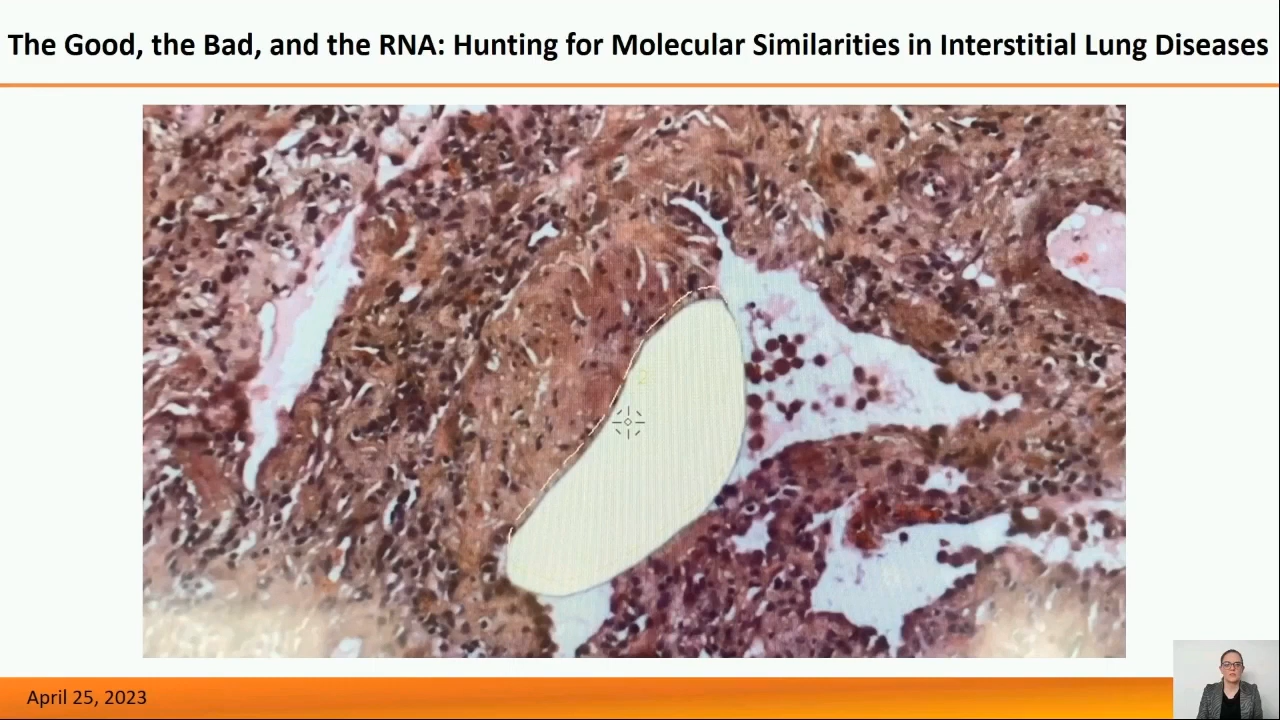 The Good, the Bad, and the RNA: Hunting for Molecular Similarities in Interstitial Lung Diseases
April 25, 2023